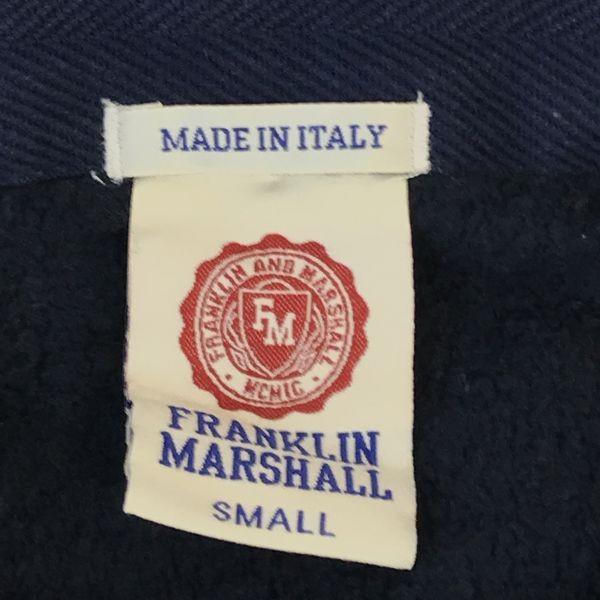 MADE IN ITALY
FRANKLIN AND MARSHALL
FM
MCMIC
FRANKLIN
MARSHALL
SMALL